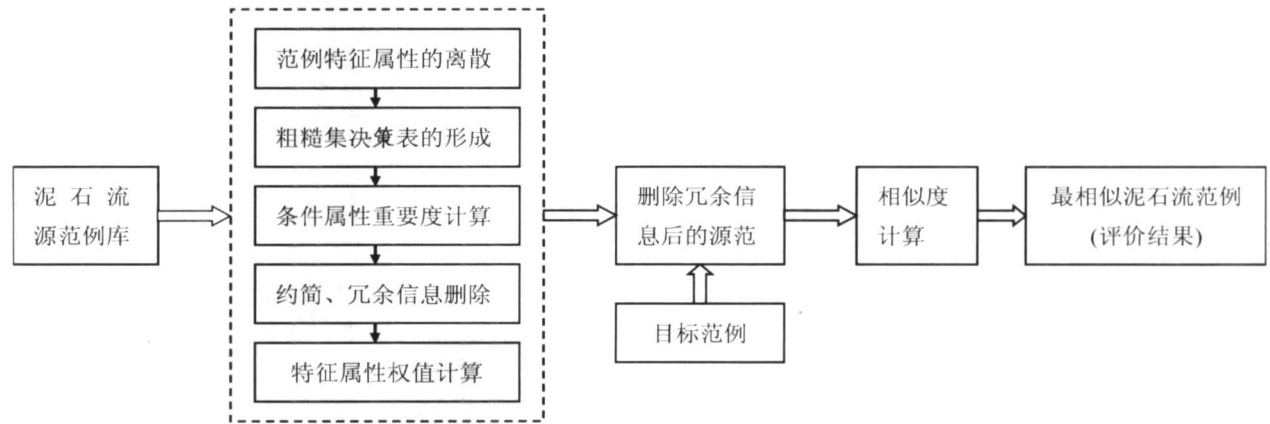 范例特征属性的离散
粗糙集决策表的形成
条件属性重要度计算
约简、冗余信息删除
特征属性权值计算
泥石流
源范例库
删除冗余信
息后的源范
目标范例
相似度
计算
最相似泥石流范例
(评价结果)